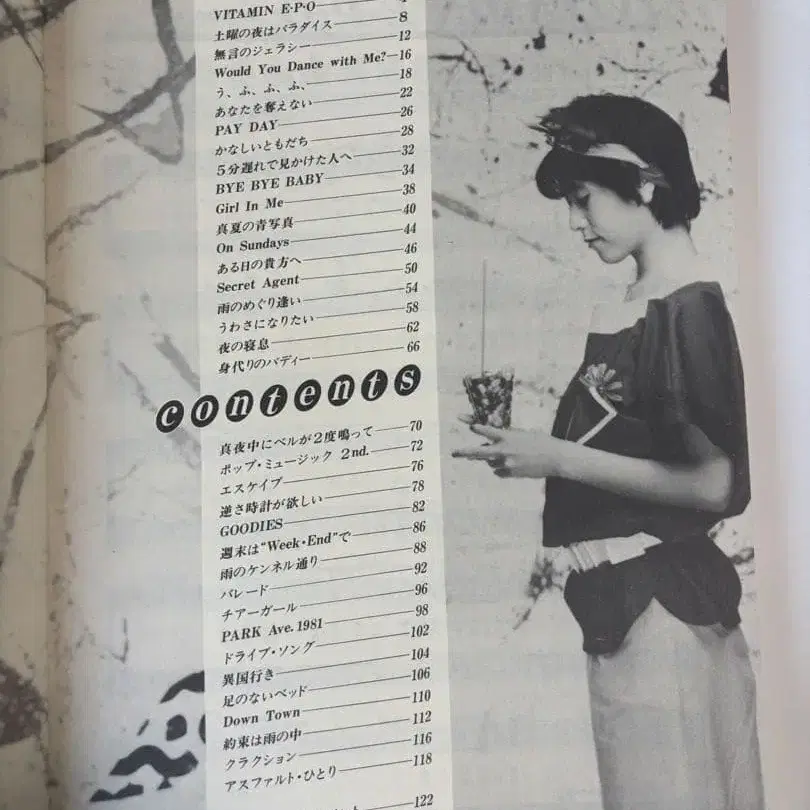 VITAMIN E·P·O
土曜の夜はパラダイス—8
無言のジェラシー—12
Would You Dance with Me?—16
う、ふ、ふ、ふ、—18
あなたを奪えない—22
PAY DAY—26
かなしいともだち—28
5分遅れで見かけた人へ—32
BYE BYE BABY—34
Girl In Me—38
真夏の青写真—40
On Sundays—44
ある日の貴方へ—46
Secret Agent—50
雨のめぐり逢い—54
うわさになりたい—58
夜の寝息—62
身代りのバディー—66
contents
真夜中にベルが2度鳴って—70
ポップ・ミュージック 2nd.—72
エスケイプ—76
逆さ時計が欲しい—78
GOODIES—82
週末は“Week・End”で—86
雨のケンネル通り—88
パレード—92
チアーガール—96
PARK Ave. 1981—98
ドライブ・ソング—102
異国行き—104
足のないベッド—106
Down Town—110
約束は雨の中—112
クラクション—116
アスファルト・ひとり—118
122